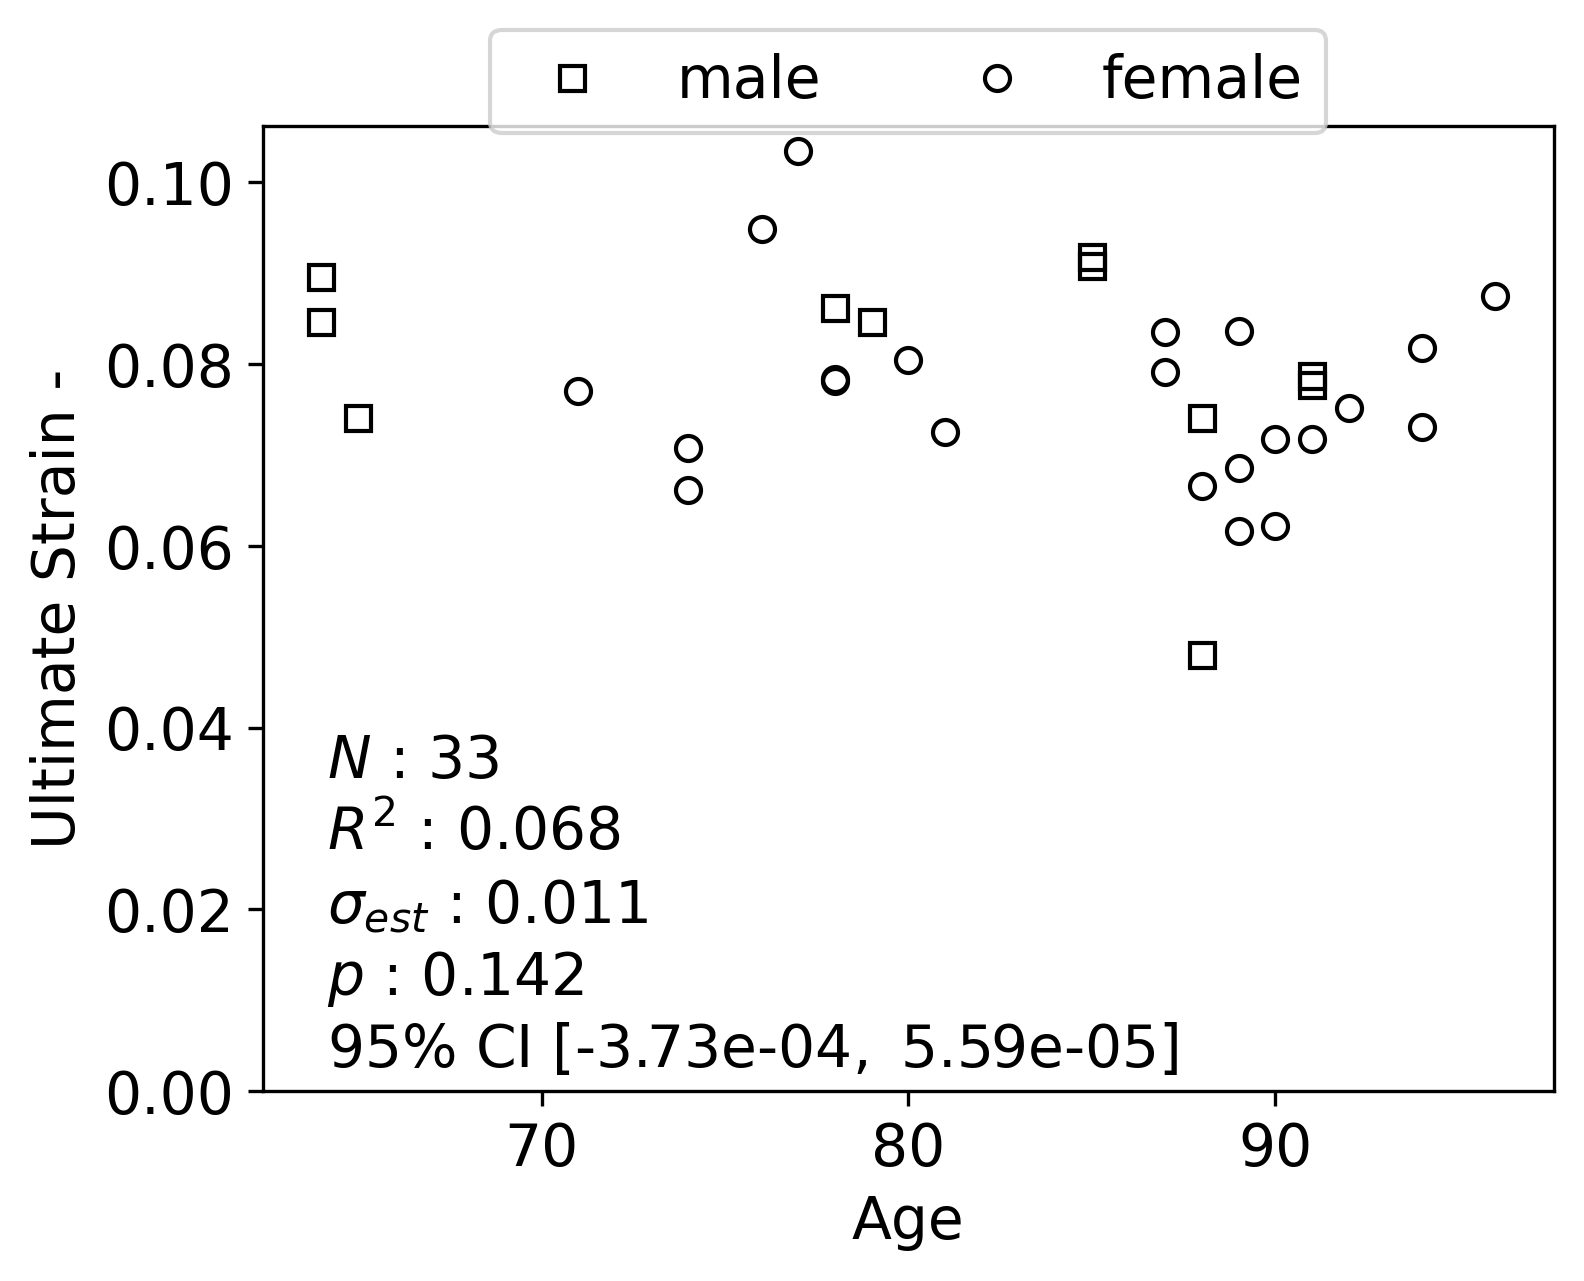 male female
0.10
0.08
0.06
0.04
0.02
0.00
Ultimate Strain -
N : 33
R² : 0.068
σest : 0.011
p : 0.142
95% CI [-3.73e-04, 5.59e-05]
70 80 90
Age